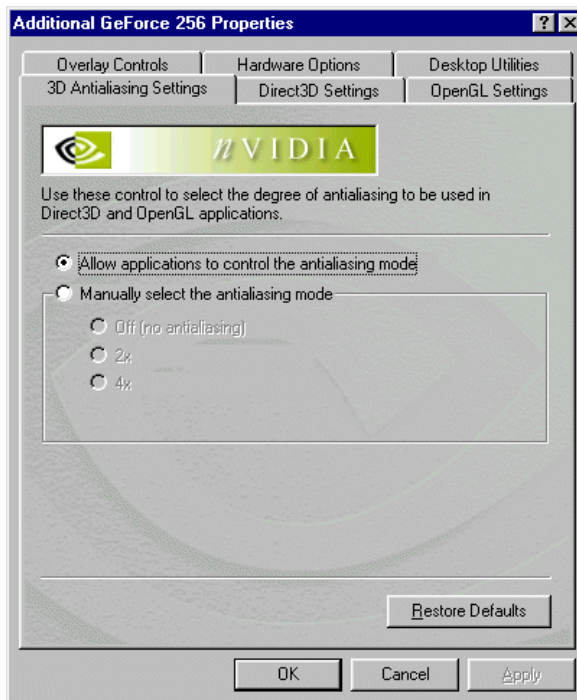 Additional GeForce 256 Properties
Overlay Controls
Hardware Options
Desktop Utilities
3D Antialiasing Settings
Direct3D Settings
OpenGL Settings
nVIDIA
Use these control to select the degree of antialiasing to be used in
Direct3D and OpenGL applications.
Allow applications to control the antialiasing mode
Manually select the antialiasing mode
Off (no antialiasing)
2x
4x
Restore Defaults
OK
Cancel
Apply